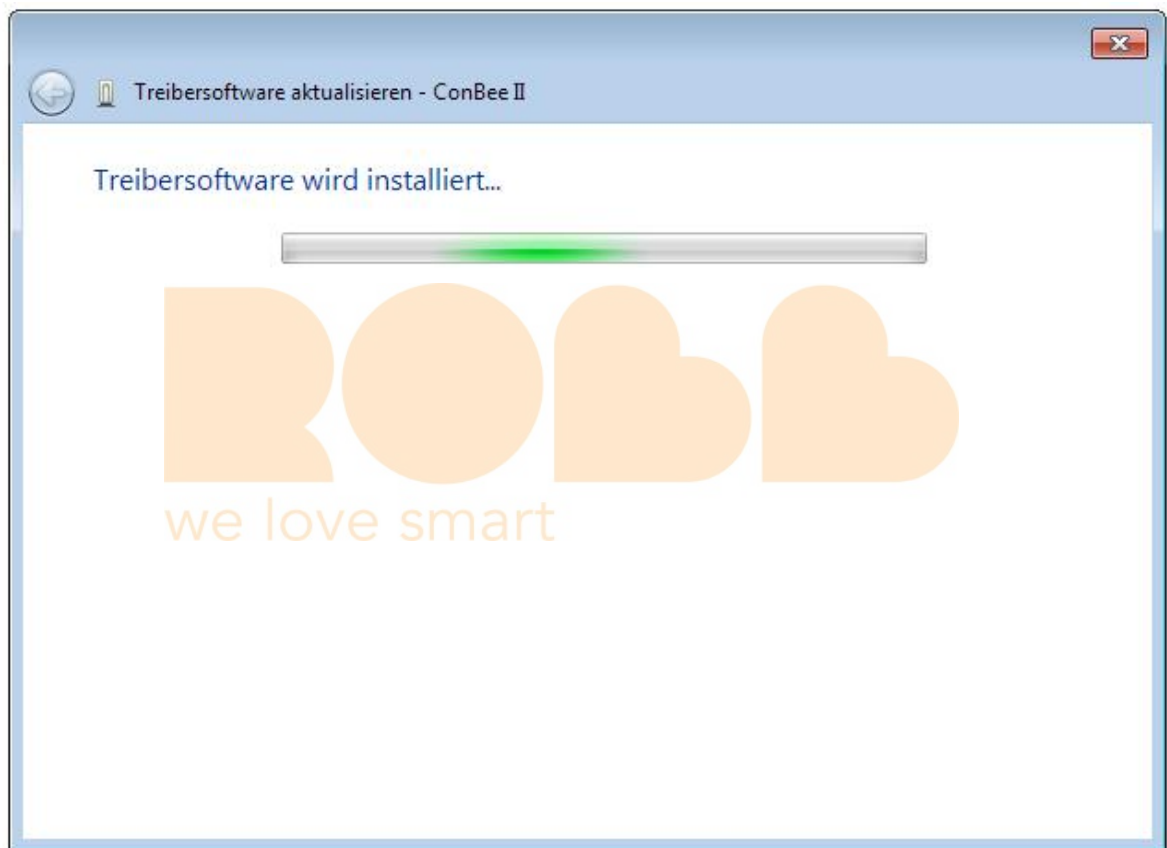 Treibersoftware aktualisieren - ConBee II
Treibersoftware wird installiert...
ROBB
we love smart